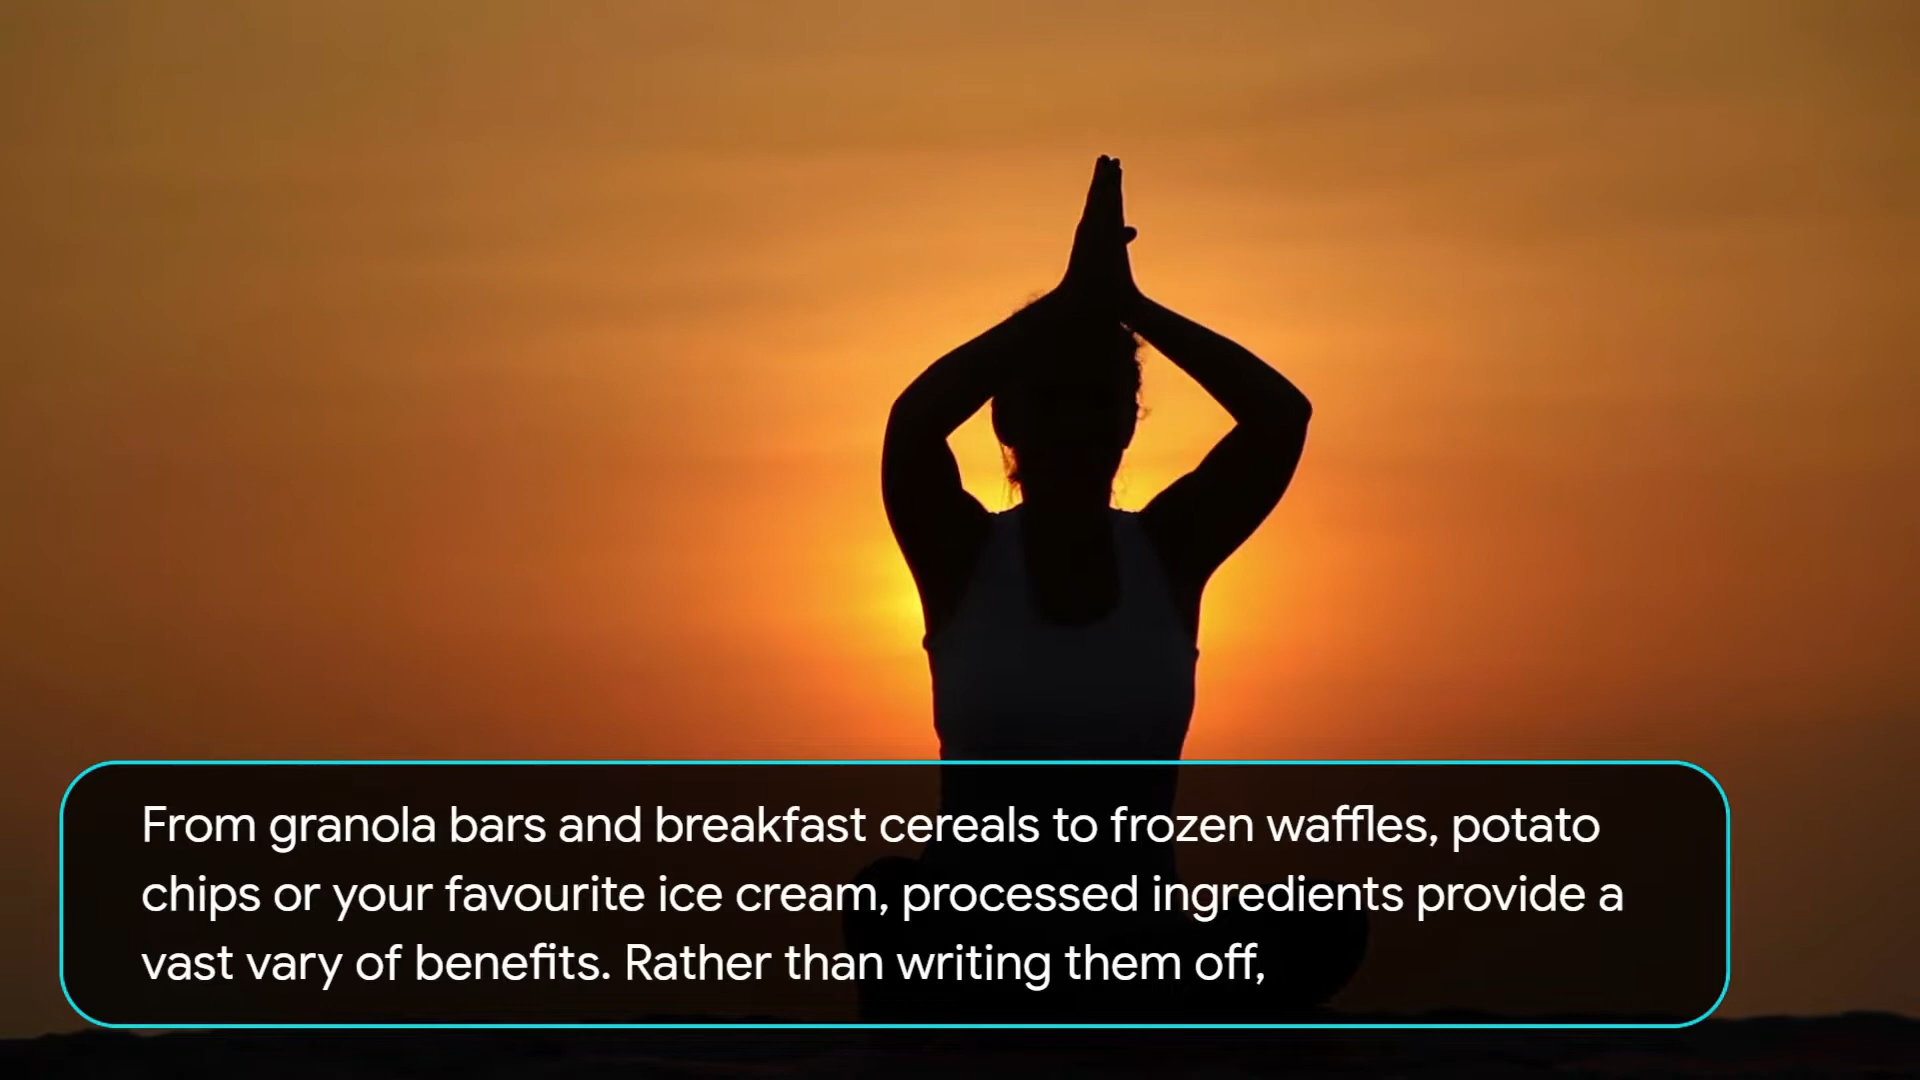 From granola bars and breakfast cereals to frozen waffles, potato
chips or your favourite ice cream, processed ingredients provide a
vast vary of benefits. Rather than writing them off,